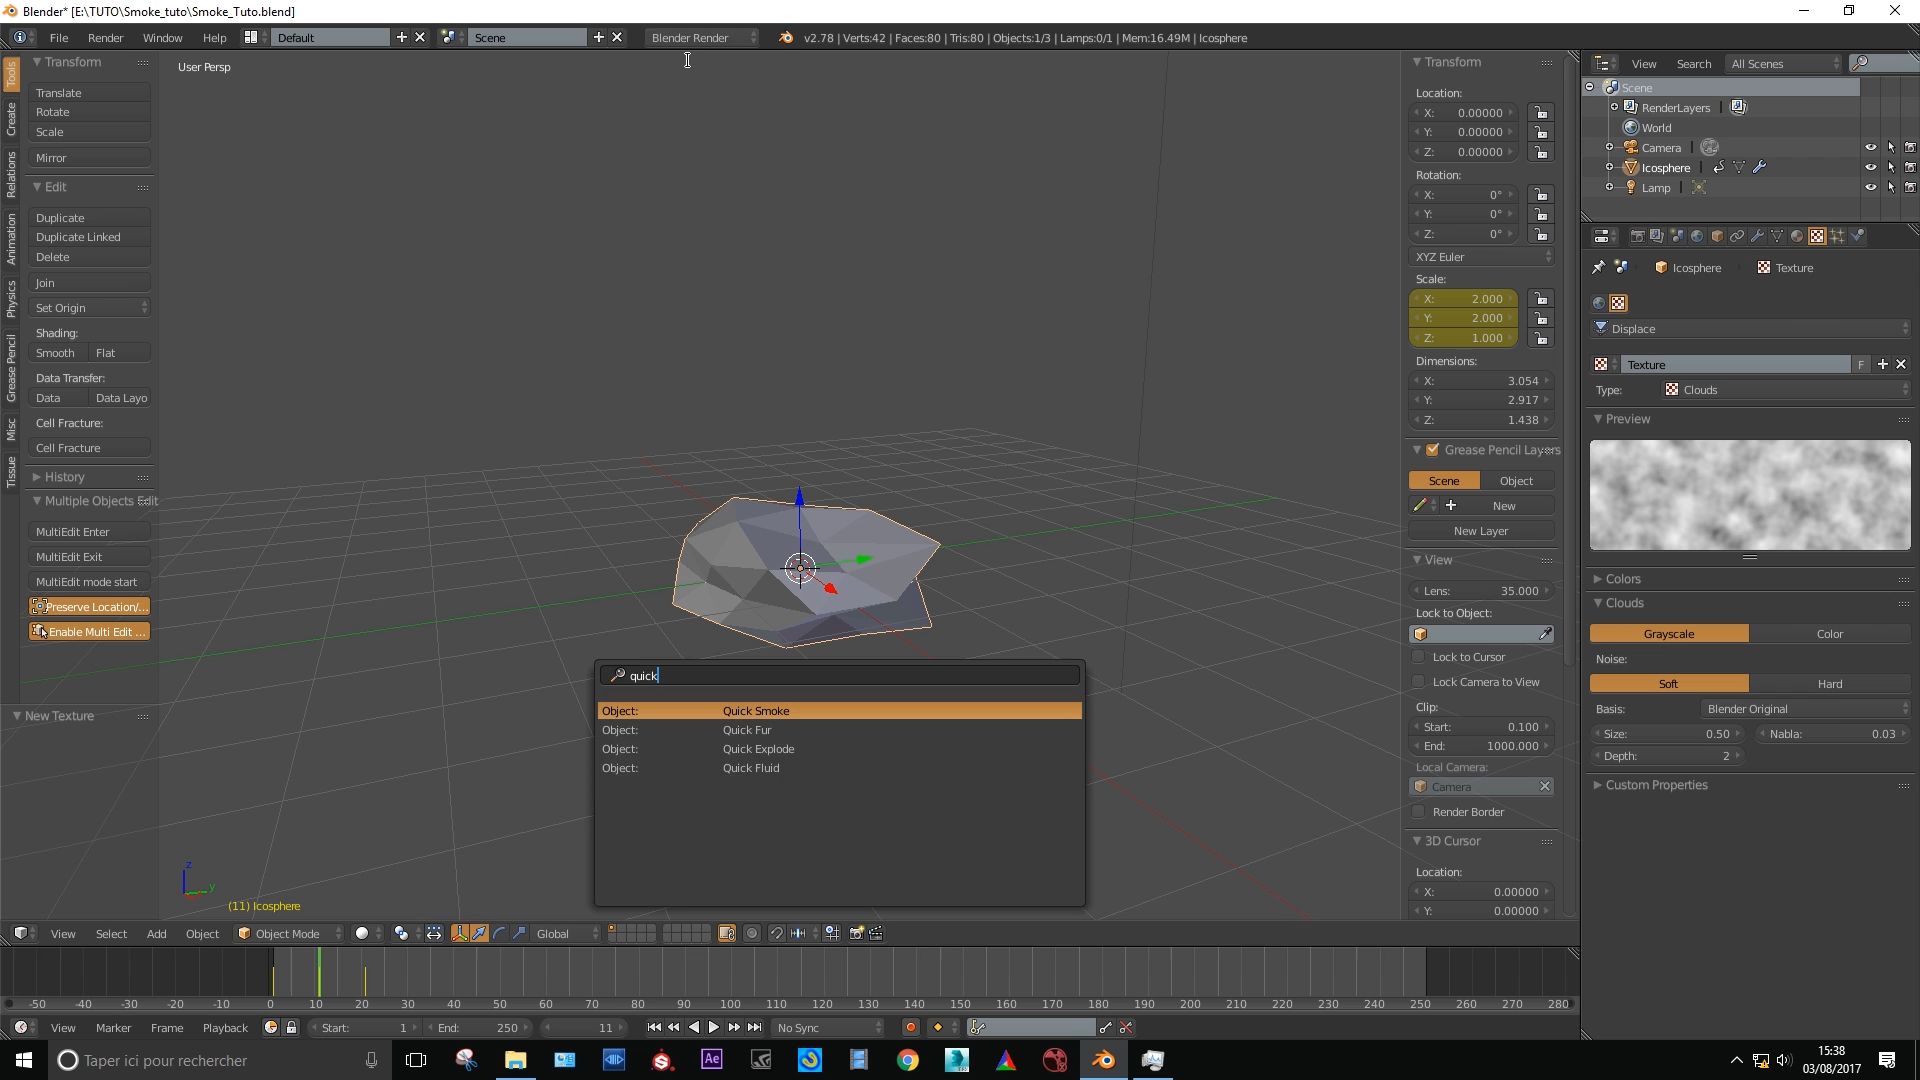 Blender* [E:\TUTO\Smoke_tuto\Smoke_Tuto.blend]
File Render Window Help Default Scene Blender Render v2.78 | Verts:42 | Faces:80 | Tris:80 | Objects:1/3 | Lamps:0/1 | Mem:16.49M | Icosphere
Tools
Create
Relations
Animation
Physics
Grease Pencil
Misc
Tissue
Transform
Translate
Rotate
Scale
Mirror
Edit
Duplicate
Duplicate Linked
Delete
Join
Set Origin
Shading:
Smooth Flat
Data Transfer:
Data Data Layo
Cell Fracture:
Cell Fracture
History
Multiple Objects Edit
MultiEdit Enter
MultiEdit Exit
MultiEdit mode start
Preserve Location/...
Enable Multi Edit ...
New Texture
User Persp
quick
Object: Quick Smoke
Object: Quick Fur
Object: Quick Explode
Object: Quick Fluid
z
y
(11) Icosphere
Transform
Location:
X: 0.00000
Y: 0.00000
Z: 0.00000
Rotation:
X: 0°
Y: 0°
Z: 0°
XYZ Euler
Scale:
X: 2.000
Y: 2.000
Z: 1.000
Dimensions:
X: 3.054
Y: 2.917
Z: 1.438
Grease Pencil Layers
Scene Object
New
New Layer
View
Lens: 35.000
Lock to Object:
Lock to Cursor
Lock Camera to View
Clip:
Start: 0.100
End: 1000.000
Local Camera:
Camera
Render Border
3D Cursor
Location:
X: 0.00000
Y: 0.00000
View Search All Scenes
Scene
RenderLayers
World
Camera
Icosphere
Lamp
Icosphere Texture
Displace
Texture F
Type: Clouds
Preview
Colors
Clouds
Grayscale Color
Noise:
Soft Hard
Basis: Blender Original
Size: 0.50 Nabla: 0.03
Depth: 2
Custom Properties
View Select Add Object Object Mode Global
-50 -40 -30 -20 -10 0 10 20 30 40 50 60 70 80 90 100 110 120 130 140 150 160 170 180 190 200 210 220 230 240 250 260 270 280
View Marker Frame Playback Start: 1 End: 250 11 No Sync
Taper ici pour rechercher
Ae
15:38
03/08/2017